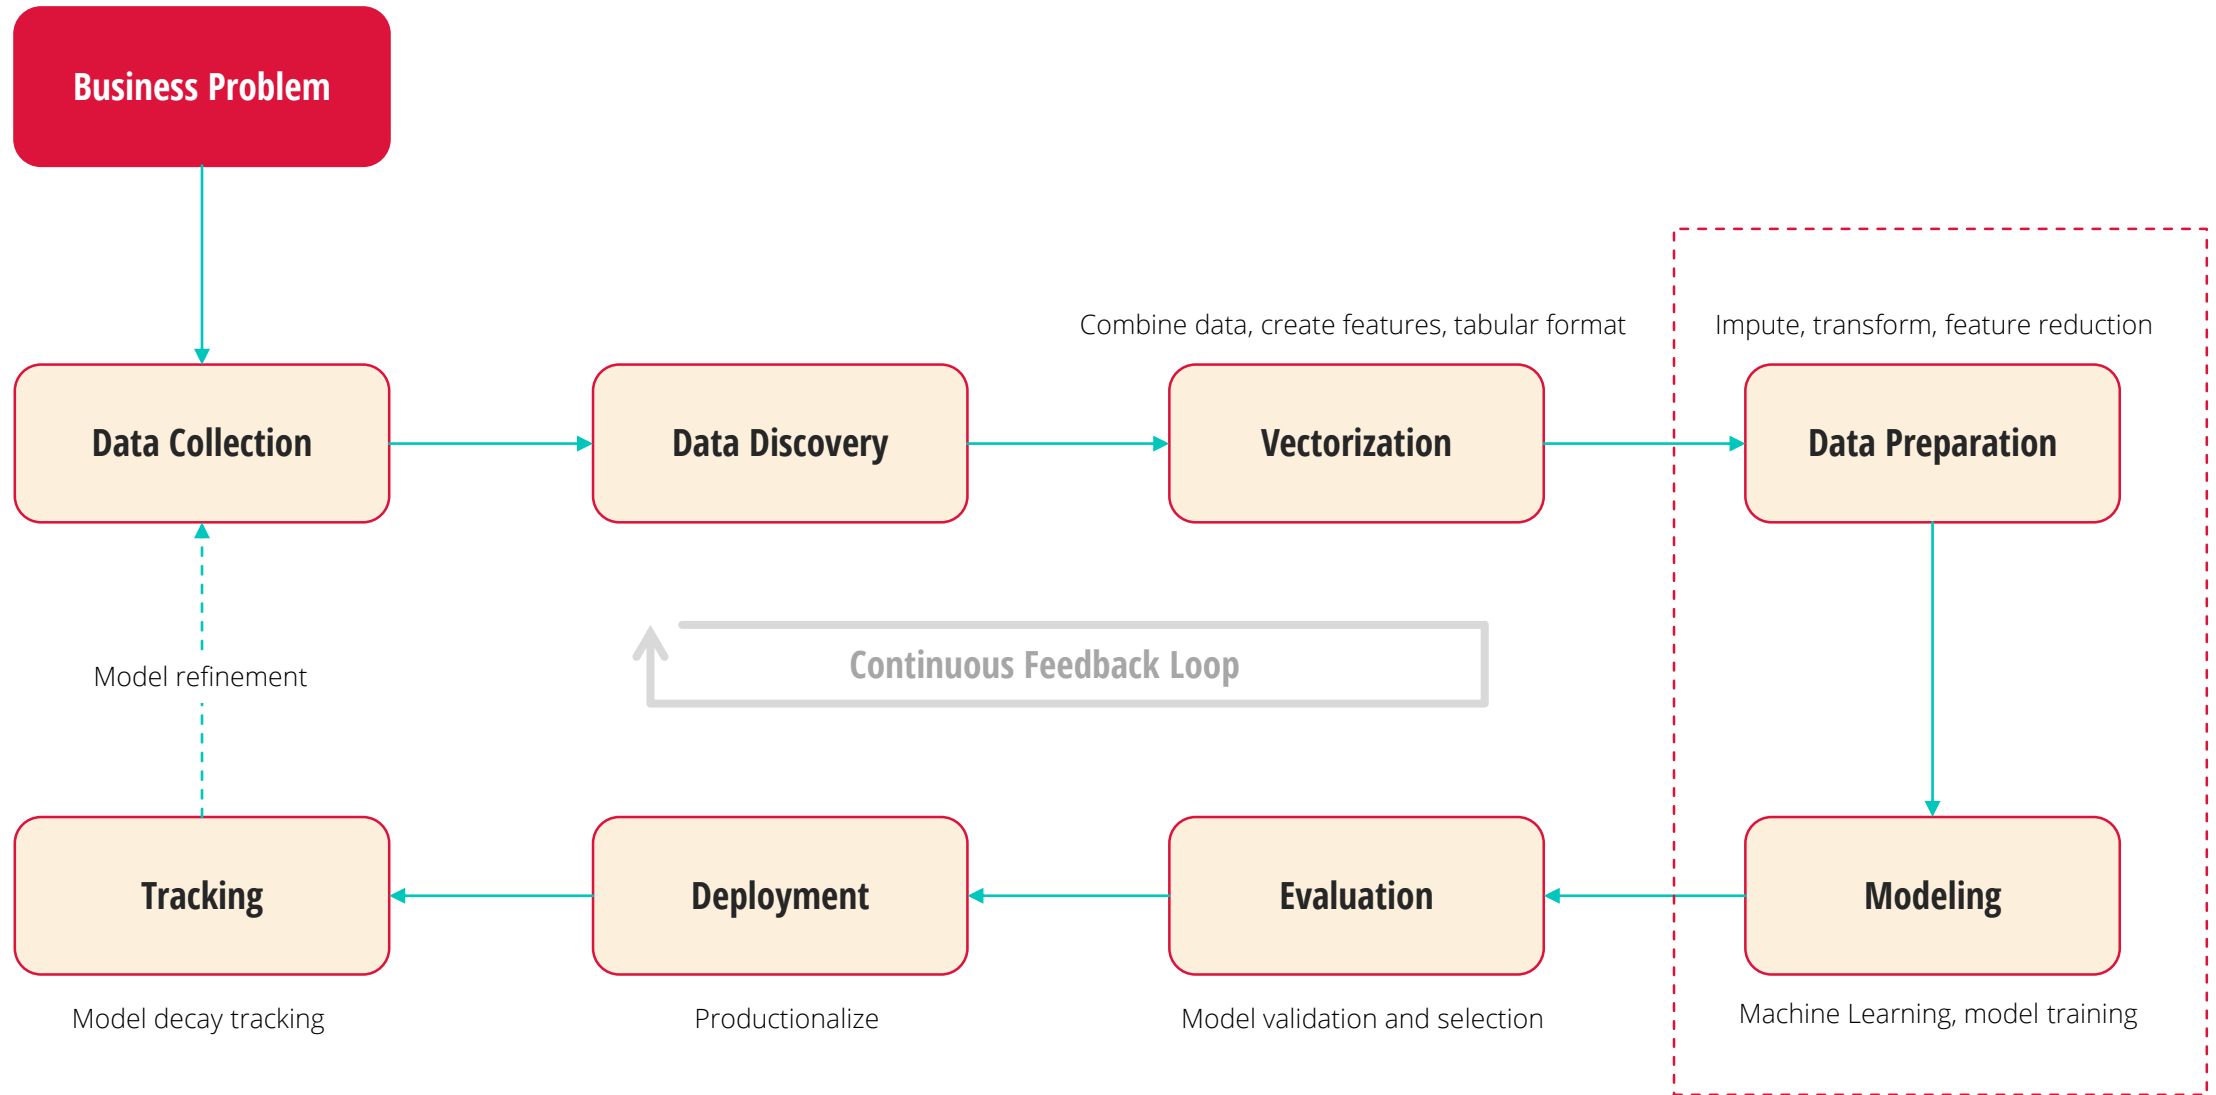 Business Problem
Combine data, create features, tabular format
Impute, transform, feature reduction
Data Collection
Data Discovery
Vectorization
Data Preparation
Continuous Feedback Loop
Model refinement
Tracking
Deployment
Evaluation
Modeling
Model decay tracking
Productionalize
Model validation and selection
Machine Learning, model training